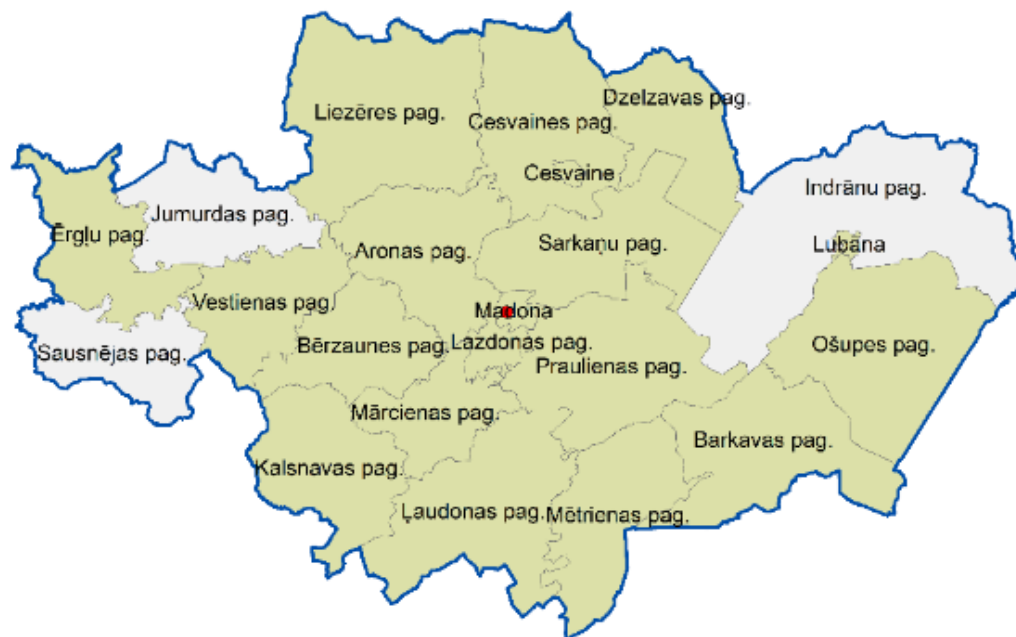 Dzelzavas pag.
Liezēres pag.
Cesvaines pag.
Cesvaine
Indrānu pag.
Jumurdas pag.
Ērgļu pag.
Aronas pag.
Sarkaņu pag.
Lubāna
Vestienas pag.
Madona
Sausnējas pag.
Bērzaunes pag.
Lazdonas pag.
Ošupes pag.
Praulienas pag.
Mārcienas pag.
Barkavas pag.
Kalsnavas pag.
Ļaudonas pag.
Mētrienas pag.